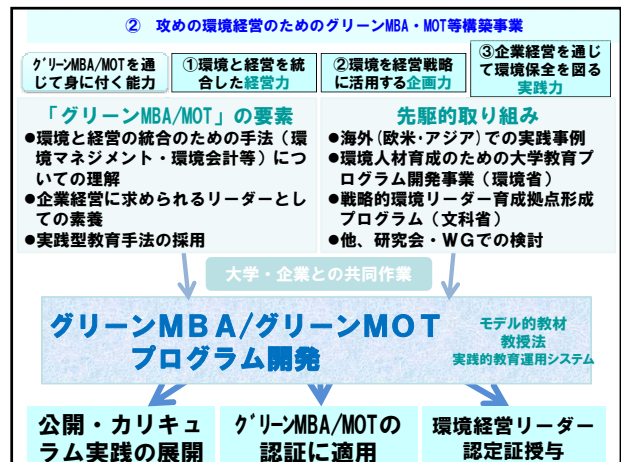 ② 攻めの環境経営のためのグリーンMBA・MOT等構築事業
グリーンMBA/MOTを通
じて身に付く能力
①環境と経営を統
合した経営力
②環境を経営戦略
に活用する企画力
③企業経営を通じ
て環境保全を図る
実践力
「グリーンMBA/MOT」の要素
●環境と経営の統合のための手法（環
境マネジメント・環境会計等）につ
いての理解
●企業経営に求められるリーダーとし
ての素養
●実践型教育手法の採用
先駆的取り組み
●海外(欧米･アジア)での実践事例
●環境人材育成のための大学教育プ
ログラム開発事業（環境省）
●戦略的環境リーダー育成拠点形成
プログラム（文科省）
●他、研究会・ＷＧでの検討
大学・企業との共同作業
グリーンＭＢＡ/グリーンＭＯＴ
プログラム開発
モデル的教材
教授法
実践的教育運用システム
公開・カリキュ
ラム実践の展開
グリーンMBA/MOTの
認証に適用
環境経営リーダー
認定証授与